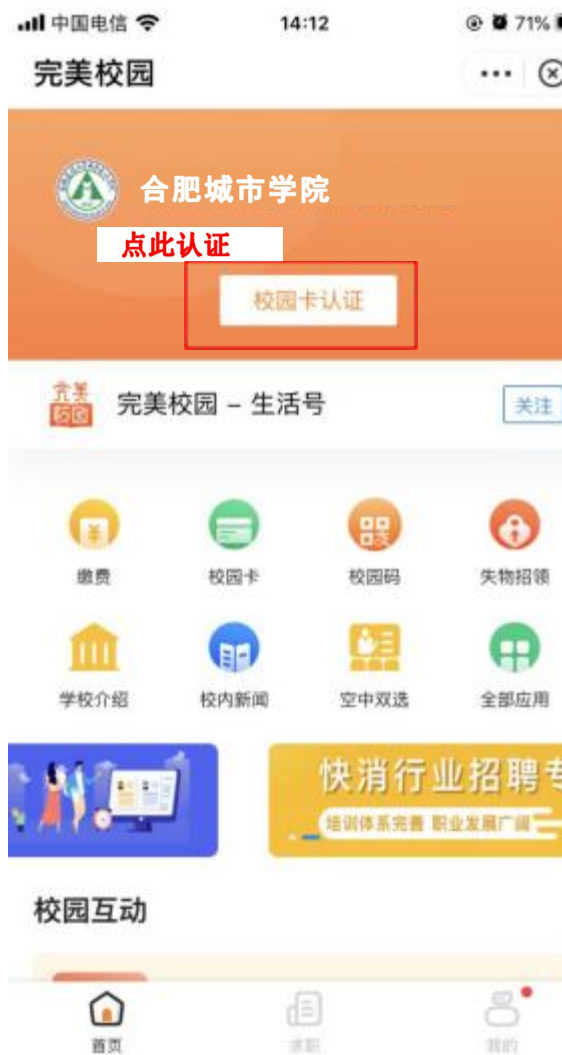 中国电信 14:12 71%
完美校园
合肥城市学院
点此认证
校园卡认证
完美校园 – 生活号 关注
缴费 校园卡 校园码 失物招领
学校介绍 校内新闻 空中双选 全部应用
快消行业招聘专
培训体系完善 职业发展广阔
校园互动
首页 求职 我的